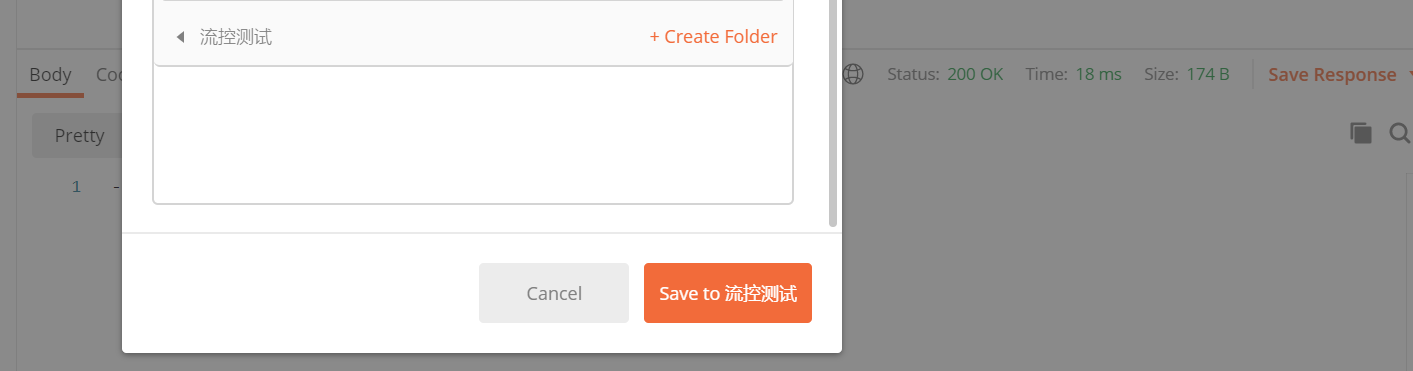 流控测试
+ Create Folder
Body
Status: 200 OK
Time: 18 ms
Size: 174 B
Save Response
Pretty
1
-
Cancel
Save to 流控测试